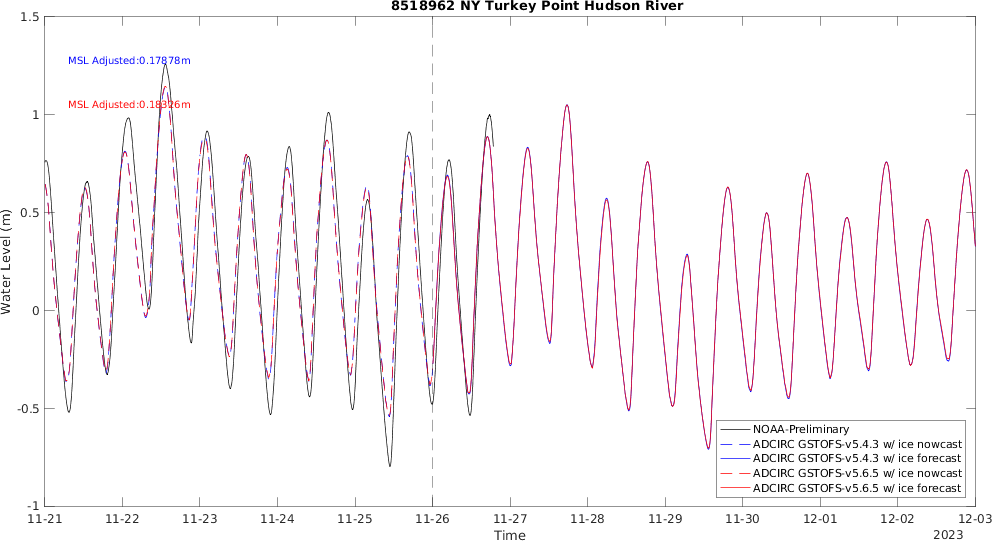 8518962 NY Turkey Point Hudson River
1.5
1
0.5
0
-0.5
-1
Water Level (m)
MSL Adjusted:0.17878m
MSL Adjusted:0.18326m
NOAA-Preliminary
ADCIRC GSTOFS-v5.4.3 w/ ice nowcast
ADCIRC GSTOFS-v5.4.3 w/ ice forecast
ADCIRC GSTOFS-v5.6.5 w/ ice nowcast
ADCIRC GSTOFS-v5.6.5 w/ ice forecast
11-21 11-22 11-23 11-24 11-25 11-26 11-27 11-28 11-29 11-30 12-01 12-02 12-03
Time
2023